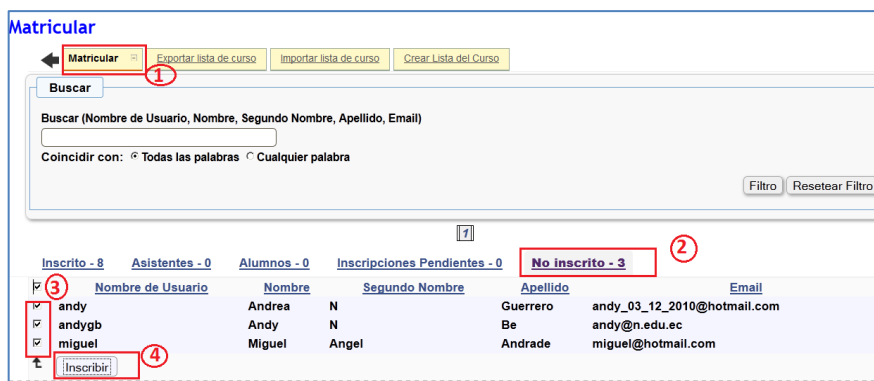 Matricular
Matricular Exportar lista de curso Importar lista de curso Crear Lista del Curso
1
Buscar
Buscar (Nombre de Usuario, Nombre, Segundo Nombre, Apellido, Email)
Coincidir con: Todas las palabras Cualquier palabra
Filtro Resetear Filtro
1
2
Inscrito - 8 Asistentes - 0 Alumnos - 0 Inscripciones Pendientes - 0 No inscrito - 3
3 Nombre de Usuario Nombre Segundo Nombre Apellido Email
andy Andrea N Guerrero andy_03_12_2010@hotmail.com
andygb Andy N Be andy@n.edu.ec
miguel Miguel Angel Andrade miguel@hotmail.com
4
Inscribir